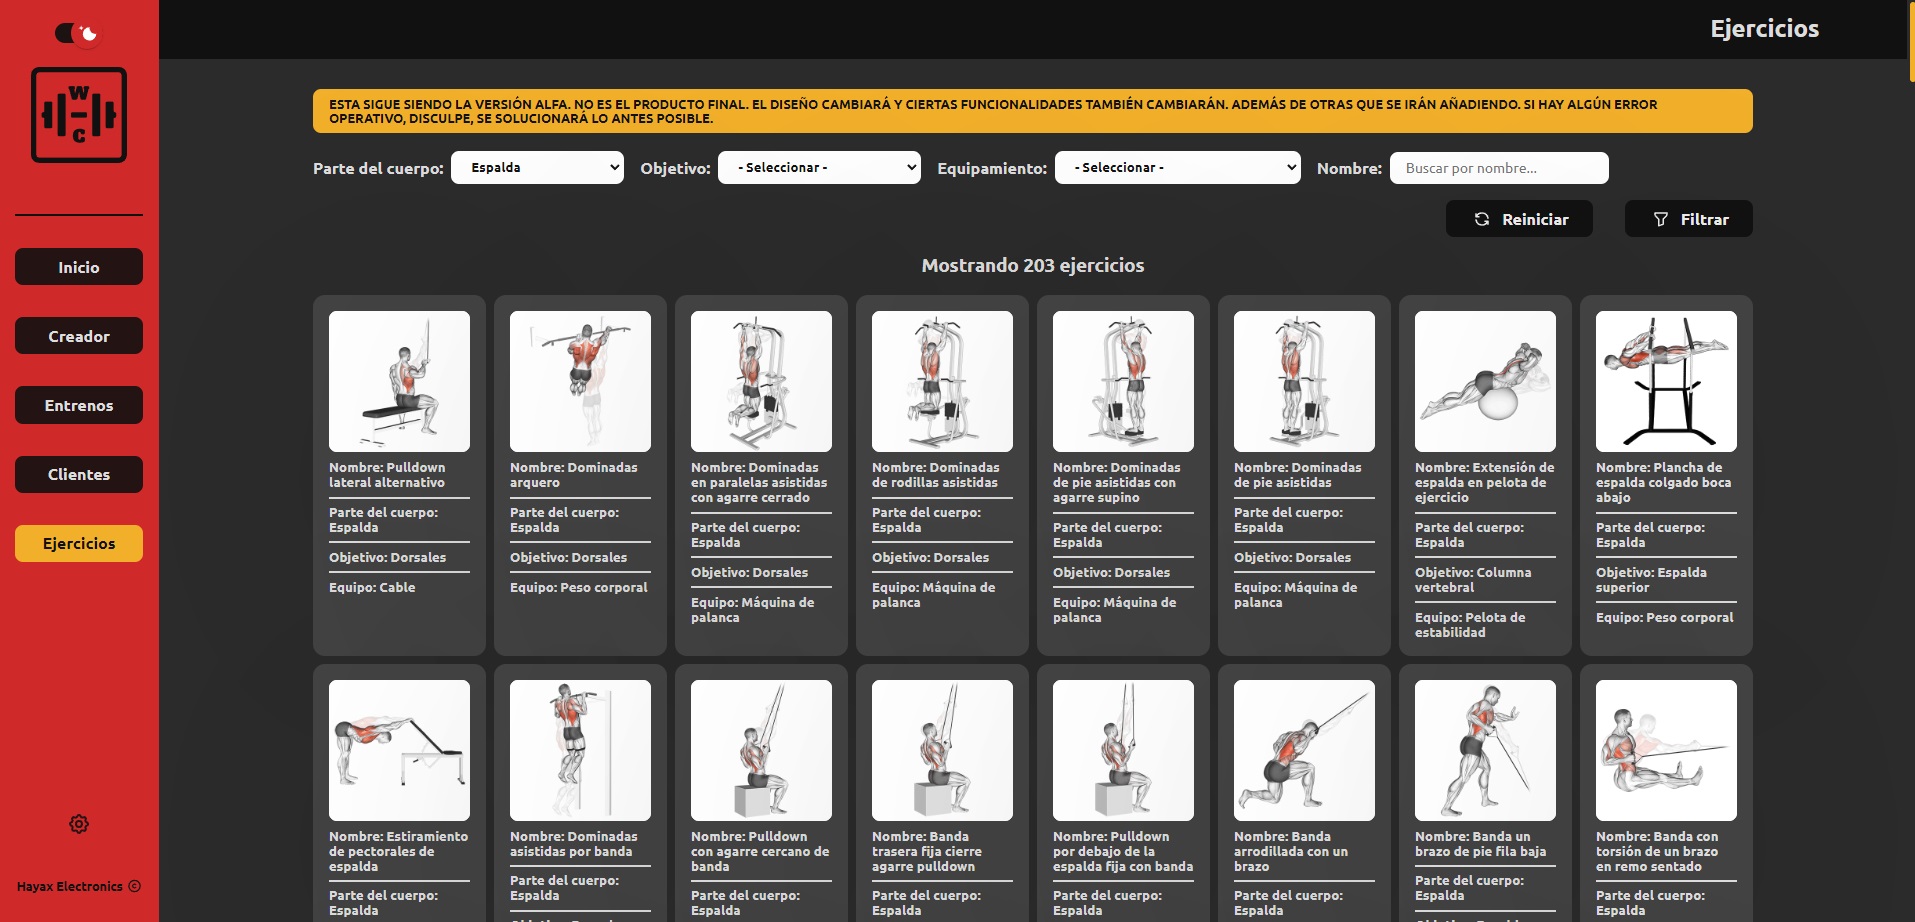 W
C
Inicio
Creador
Entrenos
Clientes
Ejercicios
Hayax Electronics ©
Ejercicios
ESTA SIGUE SIENDO LA VERSIÓN ALFA. NO ES EL PRODUCTO FINAL. EL DISEÑO CAMBIARÁ Y CIERTAS FUNCIONALIDADES TAMBIÉN CAMBIARÁN. ADEMÁS DE OTRAS QUE SE IRÁN AÑADIENDO. SI HAY ALGÚN ERROR
OPERATIVO, DISCULPE, SE SOLUCIONARÁ LO ANTES POSIBLE.
Parte del cuerpo: Espalda Objetivo: - Seleccionar - Equipamiento: - Seleccionar - Nombre: Buscar por nombre...
Reiniciar Filtrar
Mostrando 203 ejercicios
Nombre: Pulldown
lateral alternativo
Parte del cuerpo:
Espalda
Objetivo: Dorsales
Equipo: Cable
Nombre: Dominadas
arquero
Parte del cuerpo:
Espalda
Objetivo: Dorsales
Equipo: Peso corporal
Nombre: Dominadas
en paralelas asistidas
con agarre cerrado
Parte del cuerpo:
Espalda
Objetivo: Dorsales
Equipo: Máquina de
palanca
Nombre: Dominadas
de rodillas asistidas
Parte del cuerpo:
Espalda
Objetivo: Dorsales
Equipo: Máquina de
palanca
Nombre: Dominadas
de pie asistidas con
agarre supino
Parte del cuerpo:
Espalda
Objetivo: Dorsales
Equipo: Máquina de
palanca
Nombre: Dominadas
de pie asistidas
Parte del cuerpo:
Espalda
Objetivo: Dorsales
Equipo: Máquina de
palanca
Nombre: Extensión de
espalda en pelota de
ejercicio
Parte del cuerpo:
Espalda
Objetivo: Columna
vertebral
Equipo: Pelota de
estabilidad
Nombre: Plancha de
espalda colgado boca
abajo
Parte del cuerpo:
Espalda
Objetivo: Espalda
superior
Equipo: Peso corporal
Nombre: Estiramiento
de pectorales de
espalda
Parte del cuerpo:
Espalda
Nombre: Dominadas
asistidas por banda
Parte del cuerpo:
Espalda
Nombre: Pulldown
con agarre cercano de
banda
Parte del cuerpo:
Espalda
Nombre: Banda
trasera fija cierre
agarre pulldown
Parte del cuerpo:
Espalda
Nombre: Pulldown
por debajo de la
espalda fija con banda
Parte del cuerpo:
Espalda
Nombre: Banda
arrodillada con un
brazo
Parte del cuerpo:
Espalda
Nombre: Banda un
brazo de pie fila baja
Parte del cuerpo:
Espalda
Nombre: Banda con
torsión de un brazo
en remo sentado
Parte del cuerpo:
Espalda